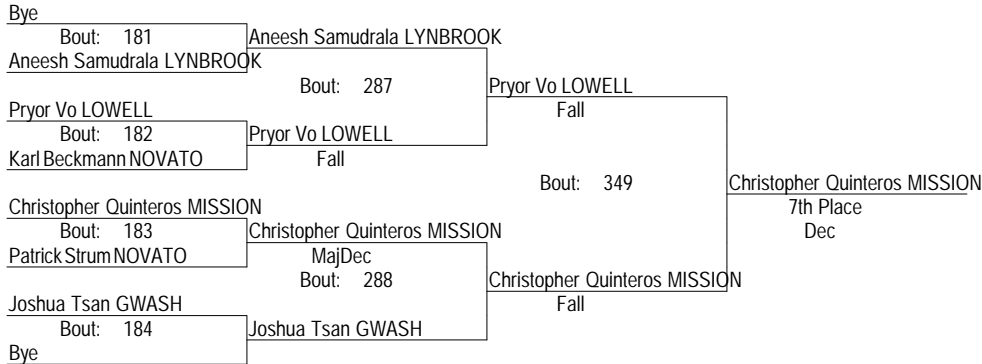 Bye
Bout: 181
Aneesh Samudrala LYNBROOK
Aneesh Samudrala LYNBROOK
Bout: 287
Pryor Vo LOWELL
Fall
Pryor Vo LOWELL
Bout: 182
Pryor Vo LOWELL
Karl Beckmann NOVATO
Fall
Bout: 349
Christopher Quinteros MISSION
7th Place
Dec
Christopher Quinteros MISSION
Bout: 183
Christopher Quinteros MISSION
Patrick Strum NOVATO
MajDec
Bout: 288
Christopher Quinteros MISSION
Fall
Joshua Tsan GWASH
Bout: 184
Joshua Tsan GWASH
Bye